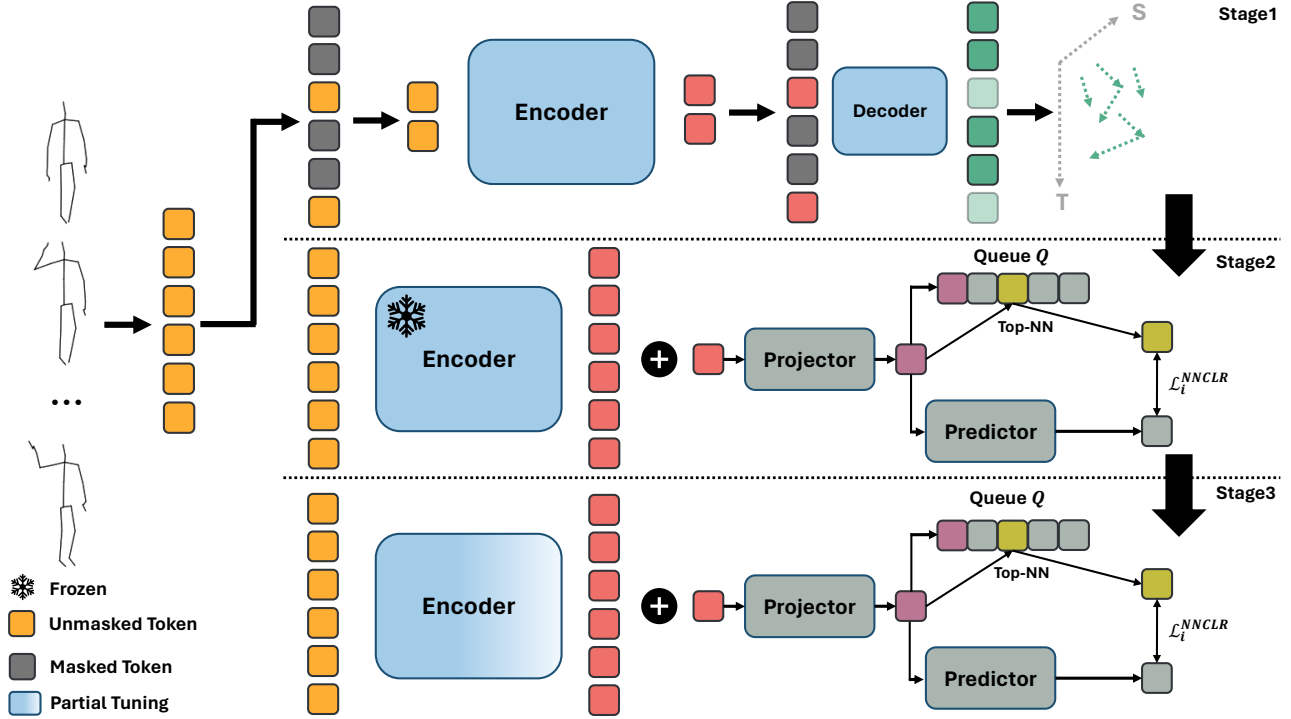 Stage1
S
Encoder
Decoder
T
Stage2
Queue Q
Top-NN
Encoder
+
Projector
Predictor
ℒ_i^{NNCLR}
...
Stage3
Queue Q
Top-NN
Encoder
+
Projector
Predictor
ℒ_i^{NNCLR}
Frozen
Unmasked Token
Masked Token
Partial Tuning